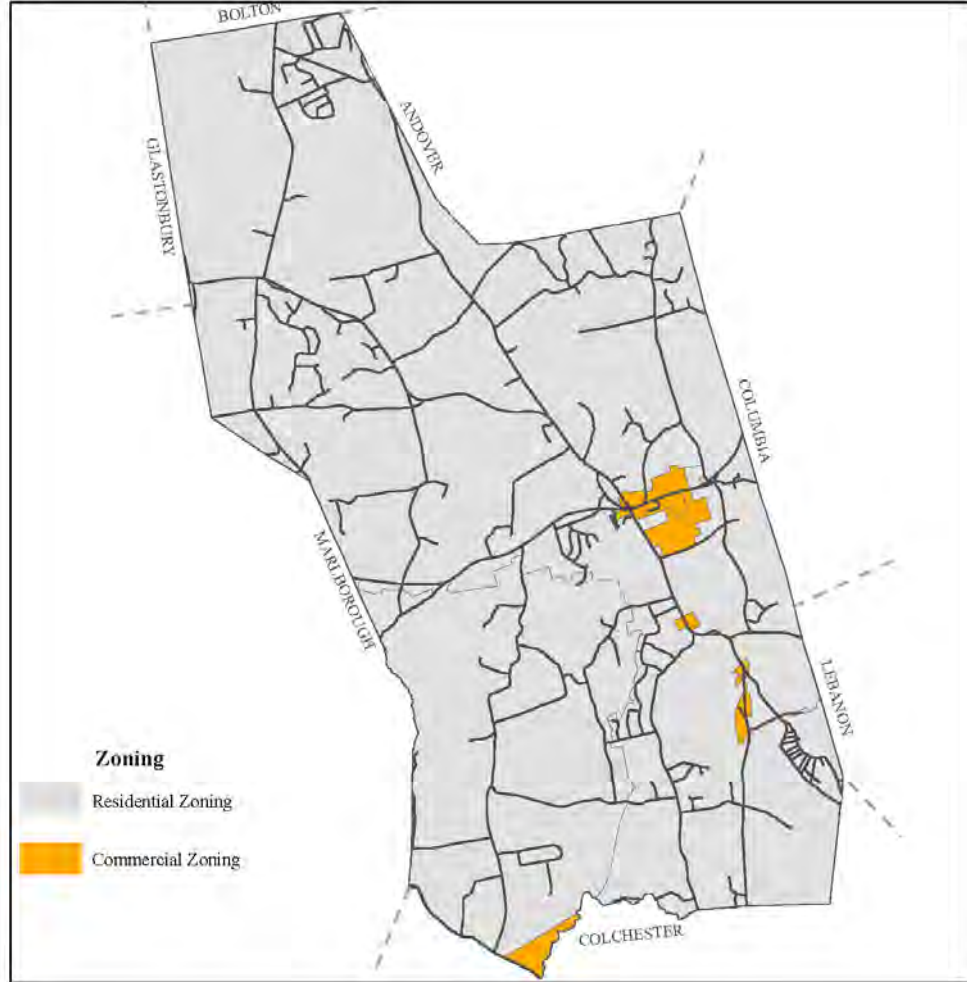 BOLTON
ANDOVER
GLASTONBURY
COLUMBIA
MARLBOROUGH
LEBANON
Zoning
Residential Zoning
Commercial Zoning
COLCHESTER